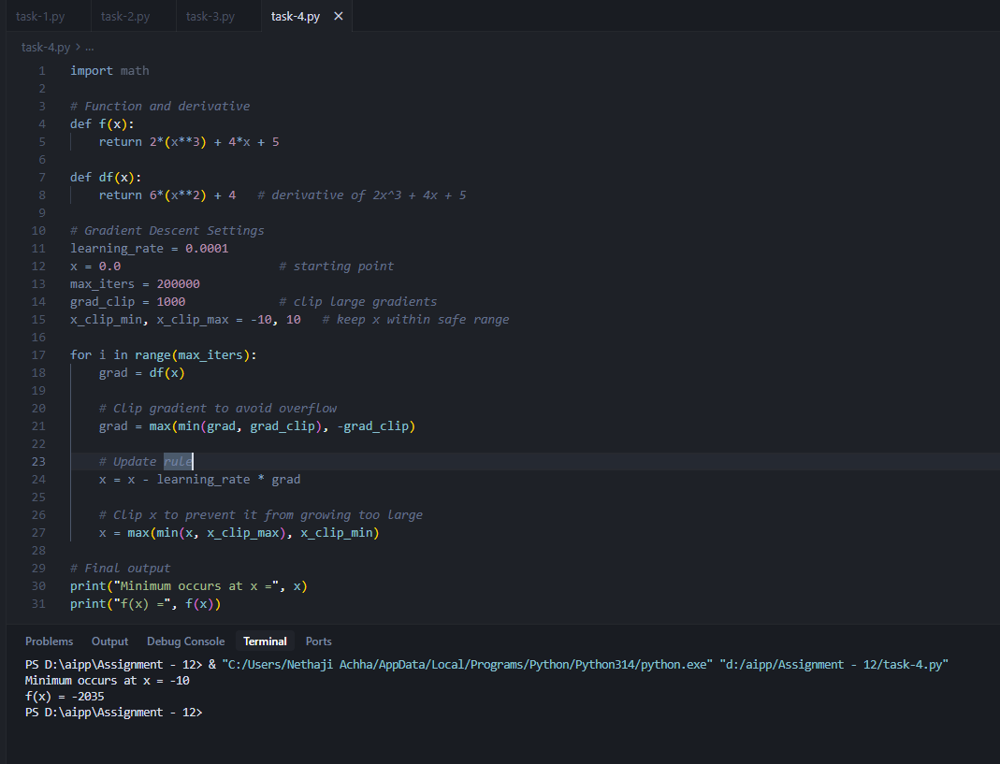 task-1.py task-2.py task-3.py task-4.py ×
task-4.py > ...
1 import math
2
3 # Function and derivative
4 def f(x):
5     return 2*(x**3) + 4*x + 5
6
7 def df(x):
8     return 6*(x**2) + 4   # derivative of 2x^3 + 4x + 5
9
10 # Gradient Descent Settings
11 learning_rate = 0.0001
12 x = 0.0                      # starting point
13 max_iters = 200000
14 grad_clip = 1000             # clip large gradients
15 x_clip_min, x_clip_max = -10, 10   # keep x within safe range
16
17 for i in range(max_iters):
18     grad = df(x)
19
20     # Clip gradient to avoid overflow
21     grad = max(min(grad, grad_clip), -grad_clip)
22
23     # Update rule
24     x = x - learning_rate * grad
25
26     # Clip x to prevent it from growing too large
27     x = max(min(x, x_clip_max), x_clip_min)
28
29 # Final output
30 print("Minimum occurs at x =", x)
31 print("f(x) =", f(x))
Problems Output Debug Console Terminal Ports
PS D:\aipp\Assignment - 12> & "C:/Users/Nethaji Achha/AppData/Local/Programs/Python/Python314/python.exe" "d:/aipp/Assignment - 12/task-4.py"
Minimum occurs at x = -10
f(x) = -2035
PS D:\aipp\Assignment - 12>